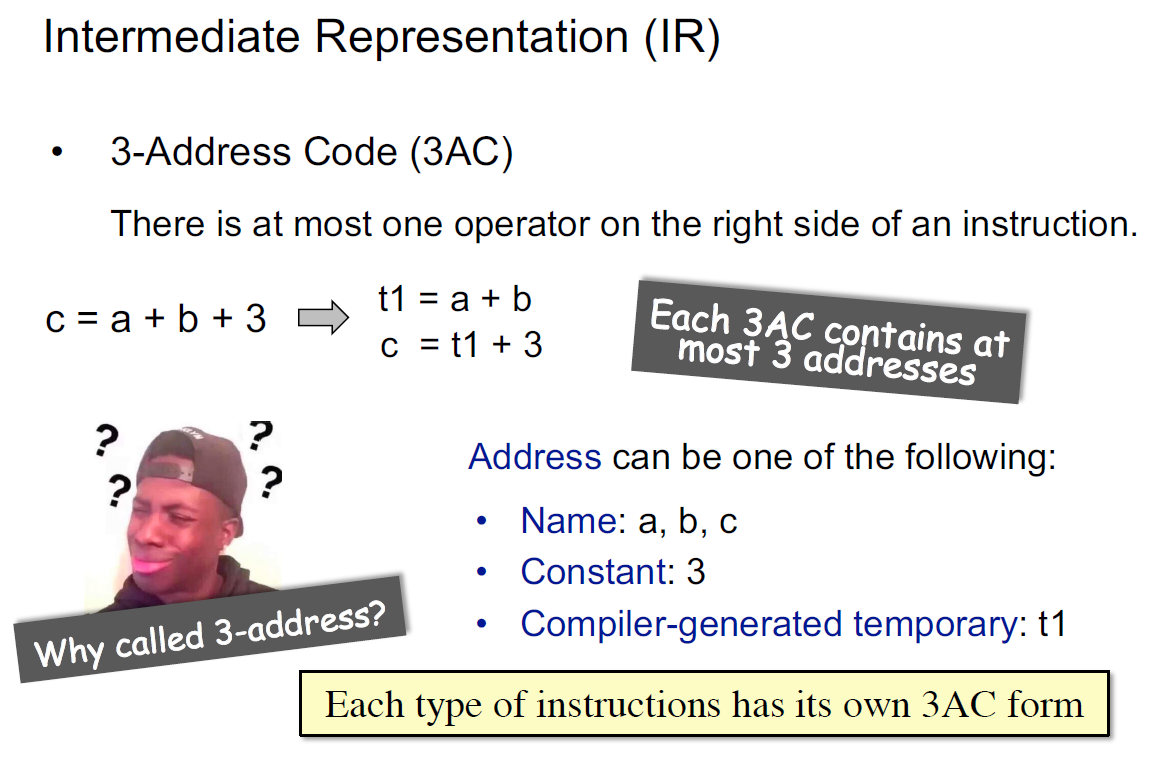 Intermediate Representation (IR)
• 3-Address Code (3AC)
There is at most one operator on the right side of an instruction.
c = a + b + 3
t1 = a + b
c = t1 + 3
Each 3AC contains at
most 3 addresses
? ?
? ?
Why called 3-address?
Address can be one of the following:
• Name: a, b, c
• Constant: 3
• Compiler-generated temporary: t1
Each type of instructions has its own 3AC form